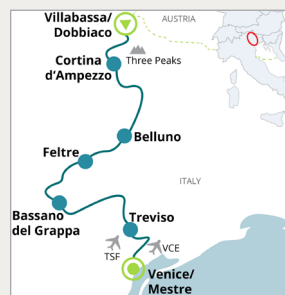 Villabassa/
Dobbiaco
AUSTRIA
Three Peaks
Cortina
d'Ampezzo
Belluno
Feltre
ITALY
Bassano
del Grappa
Treviso
TSF
VCE
Venice/
Mestre